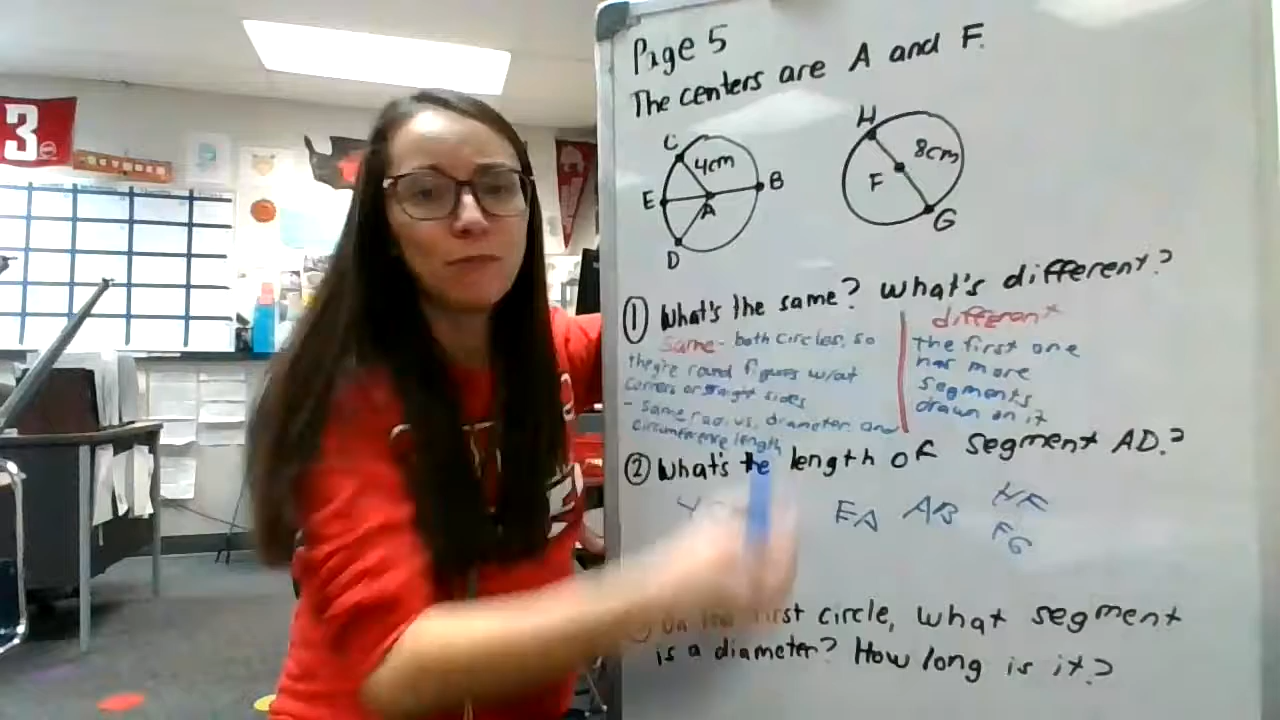 3
Page 5
The centers are A and F.
C
4cm
E
B
A
D
H
8cm
F
G
① What's the same? What's different?
Same - both circles, so
they're round figures w/out
corners or straight sides
- same radius, diameter and
circumference length
different
The first one
has more
segments
drawn on it
② What's the length of segment AD?
EA AB HF
FG
first circle, what segment
is a diameter? How long is it?